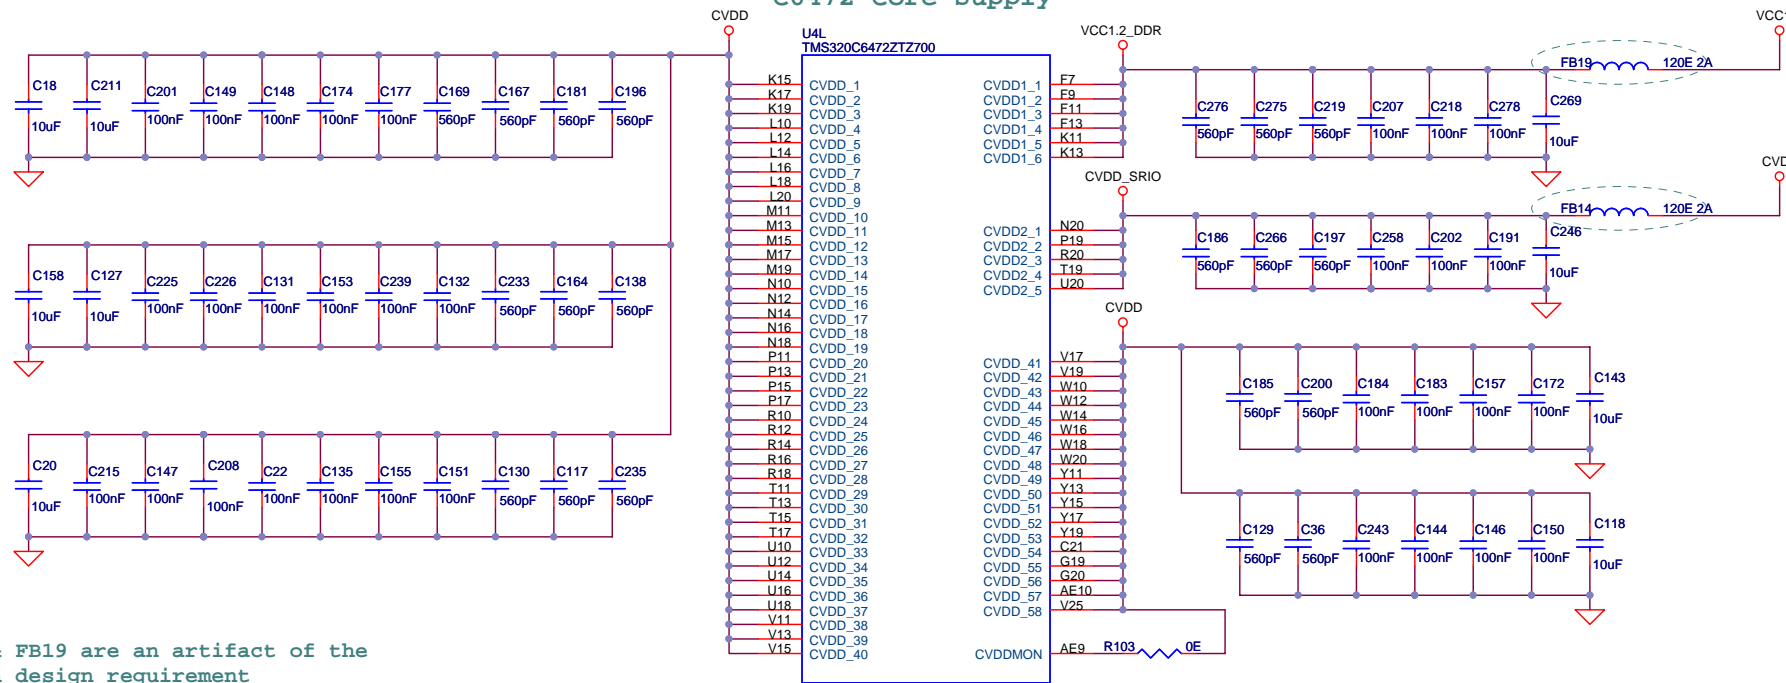 C6472 Core Supply
CVDD
U4L
TMS320C6472ZTZ700
VCC1.2_DDR
FB19 120E 2A
C18 10uF
C211 10uF
C201 100nF
C149 100nF
C148 100nF
C174 100nF
C177 100nF
C169 560pF
C167 560pF
C181 560pF
C196 560pF
C276 560pF
C275 560pF
C219 560pF
C207 100nF
C218 100nF
C278 100nF
C269 10uF
K15 CVDD_1
K17 CVDD_2
K19 CVDD_3
L10 CVDD_4
L12 CVDD_5
L14 CVDD_6
L16 CVDD_7
L18 CVDD_8
L20 CVDD_9
M11 CVDD_10
M13 CVDD_11
M15 CVDD_12
M17 CVDD_13
M19 CVDD_14
N10 CVDD_15
N12 CVDD_16
N14 CVDD_17
N16 CVDD_18
N18 CVDD_19
P11 CVDD_20
P13 CVDD_21
P15 CVDD_22
P17 CVDD_23
R10 CVDD_24
R12 CVDD_25
R14 CVDD_26
R16 CVDD_27
R18 CVDD_28
T11 CVDD_29
T13 CVDD_30
T15 CVDD_31
T17 CVDD_32
U10 CVDD_33
U12 CVDD_34
U14 CVDD_35
U16 CVDD_36
U18 CVDD_37
V11 CVDD_38
V13 CVDD_39
V15 CVDD_40
CVDD1_1 F7
CVDD1_2 F9
CVDD1_3 F11
CVDD1_4 F13
CVDD1_5 K11
CVDD1_6 K13
CVDD_SRIO
FB14 120E 2A
CVDD2_1 N20
CVDD2_2 P19
CVDD2_3 R20
CVDD2_4 T19
CVDD2_5 U20
C186 560pF
C266 560pF
C197 560pF
C258 100nF
C202 100nF
C191 100nF
C246 10uF
C158 10uF
C127 10uF
C225 100nF
C226 100nF
C131 100nF
C153 100nF
C239 100nF
C132 100nF
C233 560pF
C164 560pF
C138 560pF
CVDD
CVDD_41 V17
CVDD_42 V19
CVDD_43 W10
CVDD_44 W12
CVDD_45 W14
CVDD_46 W16
CVDD_47 W18
CVDD_48 W20
CVDD_49 Y11
CVDD_50 Y13
CVDD_51 Y15
CVDD_52 Y17
CVDD_53 Y19
CVDD_54 C21
CVDD_55 G19
CVDD_56 G20
CVDD_57 AE10
CVDD_58 V25
CVDDMON AE9
R103 0E
C185 560pF
C200 560pF
C184 100nF
C183 100nF
C157 100nF
C172 100nF
C143 10uF
C20 10uF
C215 100nF
C147 100nF
C208 100nF
C22 100nF
C135 100nF
C155 100nF
C151 100nF
C130 560pF
C117 560pF
C235 560pF
C129 560pF
C36 560pF
C243 100nF
C144 100nF
C146 100nF
C150 100nF
C118 10uF
FB19 are an artifact of the
design requirement